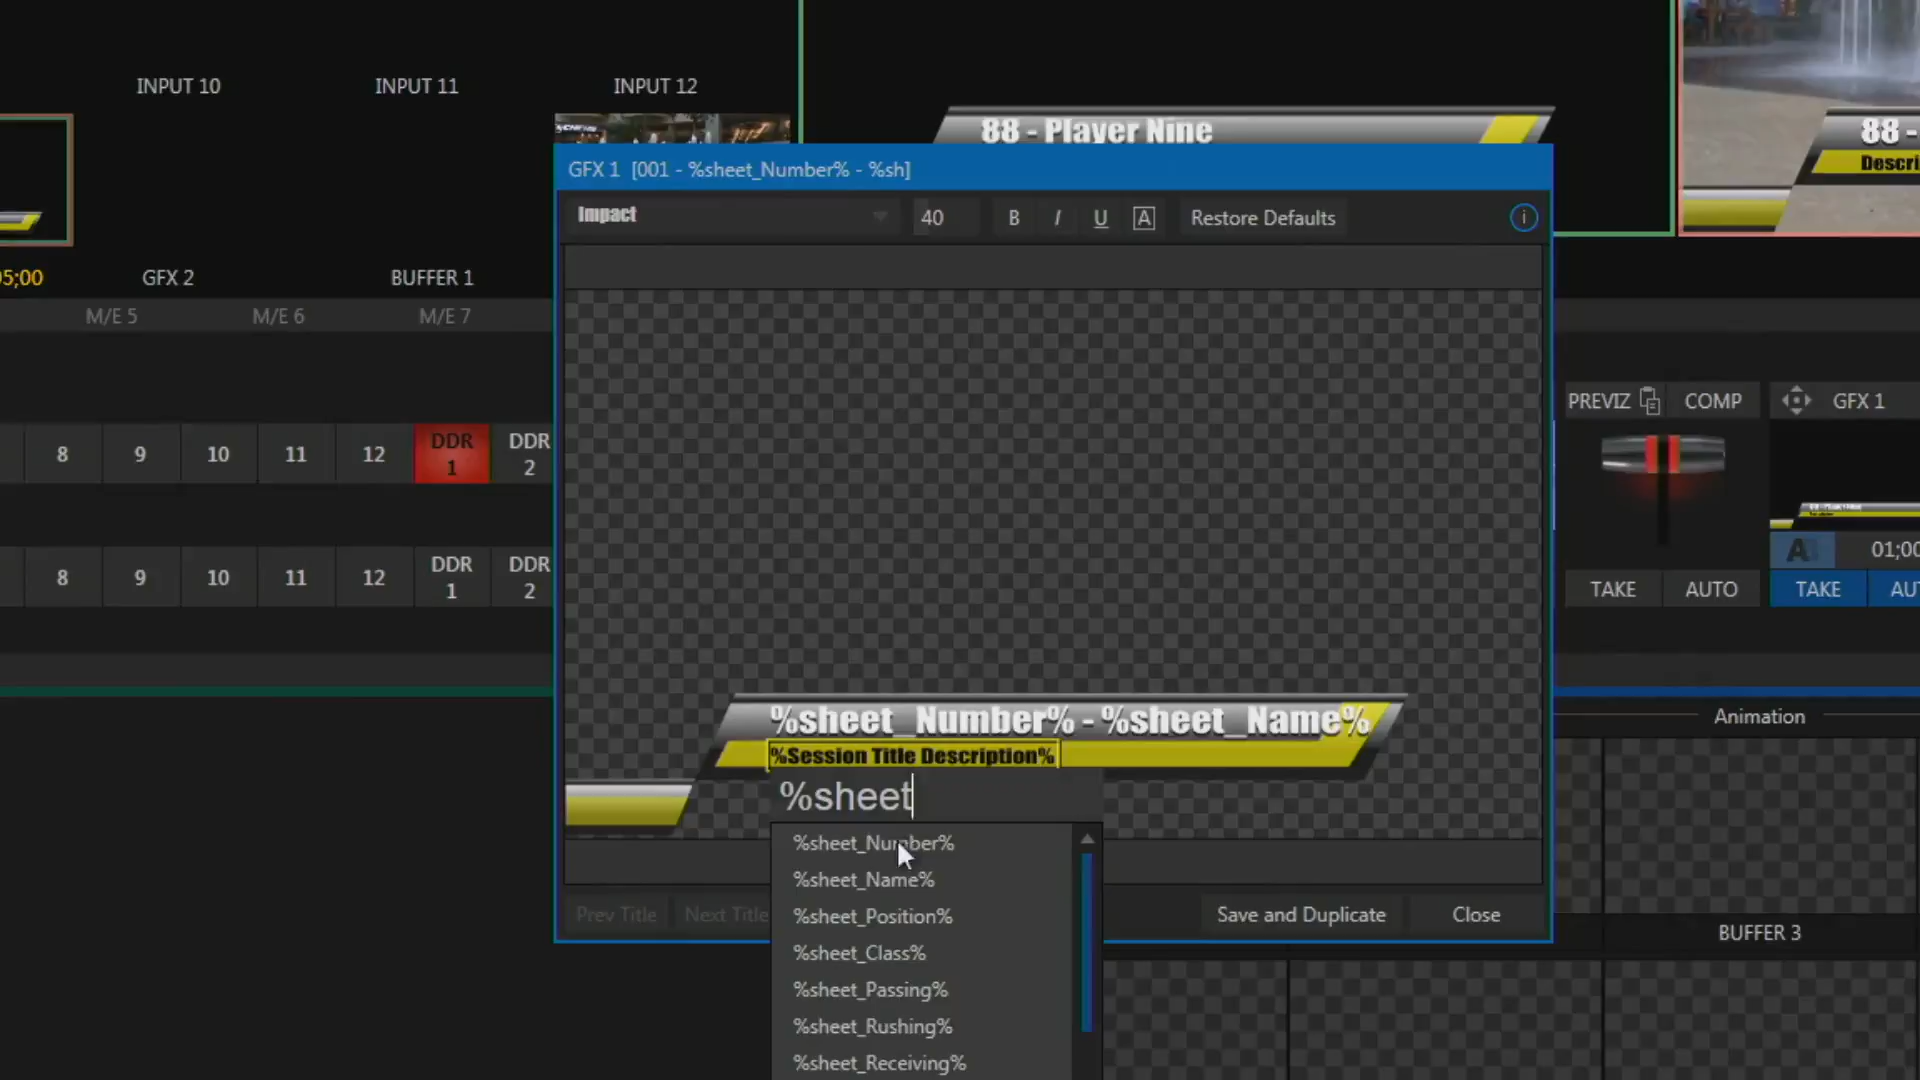 INPUT 10
INPUT 11
INPUT 12
88 - Player Nine
88 -
Descri
GFX 1 [001 - %sheet_Number% - %sh]
Impact
40
B
I
U
A
Restore Defaults
i
05;00
GFX 2
BUFFER 1
M/E 5
M/E 6
M/E 7
PREVIZ
COMP
GFX 1
8
9
10
11
12
DDR
1
DDR
2
A
01;00
8
9
10
11
12
DDR
1
DDR
2
TAKE
AUTO
TAKE
AU
%sheet_Number% - %sheet_Name%
%Session Title Description%
%sheet
Animation
%sheet_Number%
%sheet_Name%
%sheet_Position%
%sheet_Class%
%sheet_Passing%
%sheet_Rushing%
%sheet_Receiving%
Prev Title
Next Title
Save and Duplicate
Close
BUFFER 3